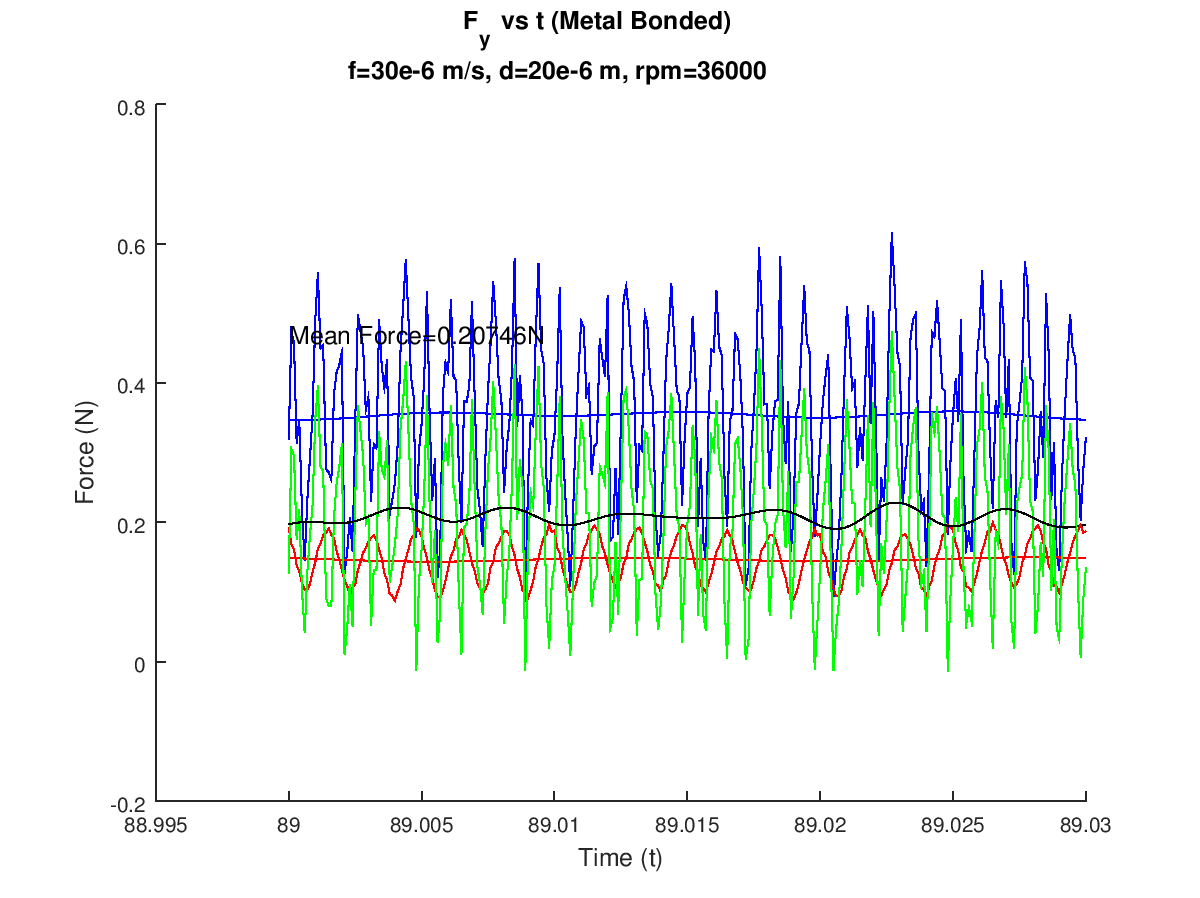 F_y vs t (Metal Bonded)
f=30e-6 m/s, d=20e-6 m, rpm=36000
0.8
0.6
Mean Force=0.20746N
0.4
Force (N)
0.2
0
-0.2
88.995 89 89.005 89.01 89.015 89.02 89.025 89.03
Time (t)